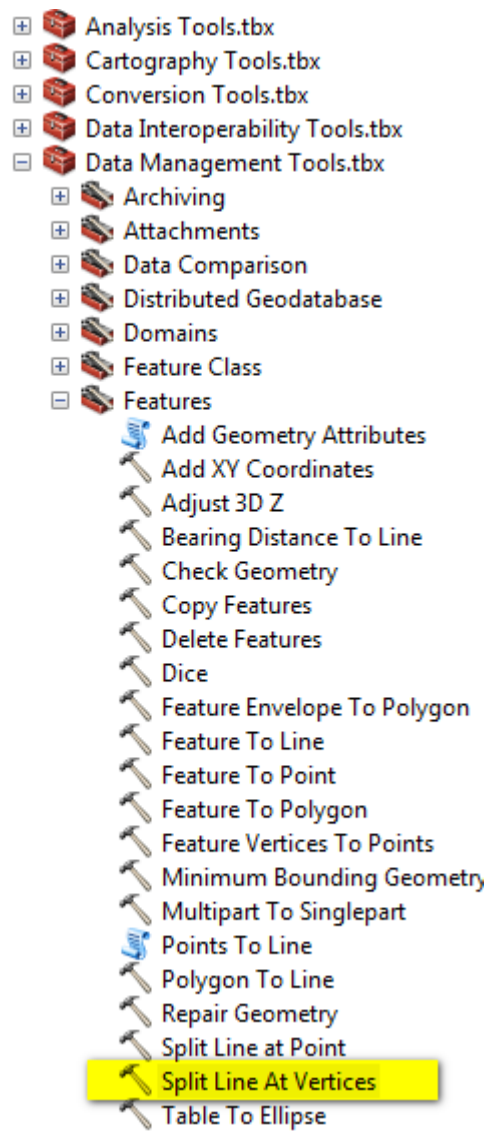 Analysis Tools.tbx
Cartography Tools.tbx
Conversion Tools.tbx
Data Interoperability Tools.tbx
Data Management Tools.tbx
Archiving
Attachments
Data Comparison
Distributed Geodatabase
Domains
Feature Class
Features
Add Geometry Attributes
Add XY Coordinates
Adjust 3D Z
Bearing Distance To Line
Check Geometry
Copy Features
Delete Features
Dice
Feature Envelope To Polygon
Feature To Line
Feature To Point
Feature To Polygon
Feature Vertices To Points
Minimum Bounding Geometry
Multipart To Singlepart
Points To Line
Polygon To Line
Repair Geometry
Split Line at Point
Split Line At Vertices
Table To Ellipse